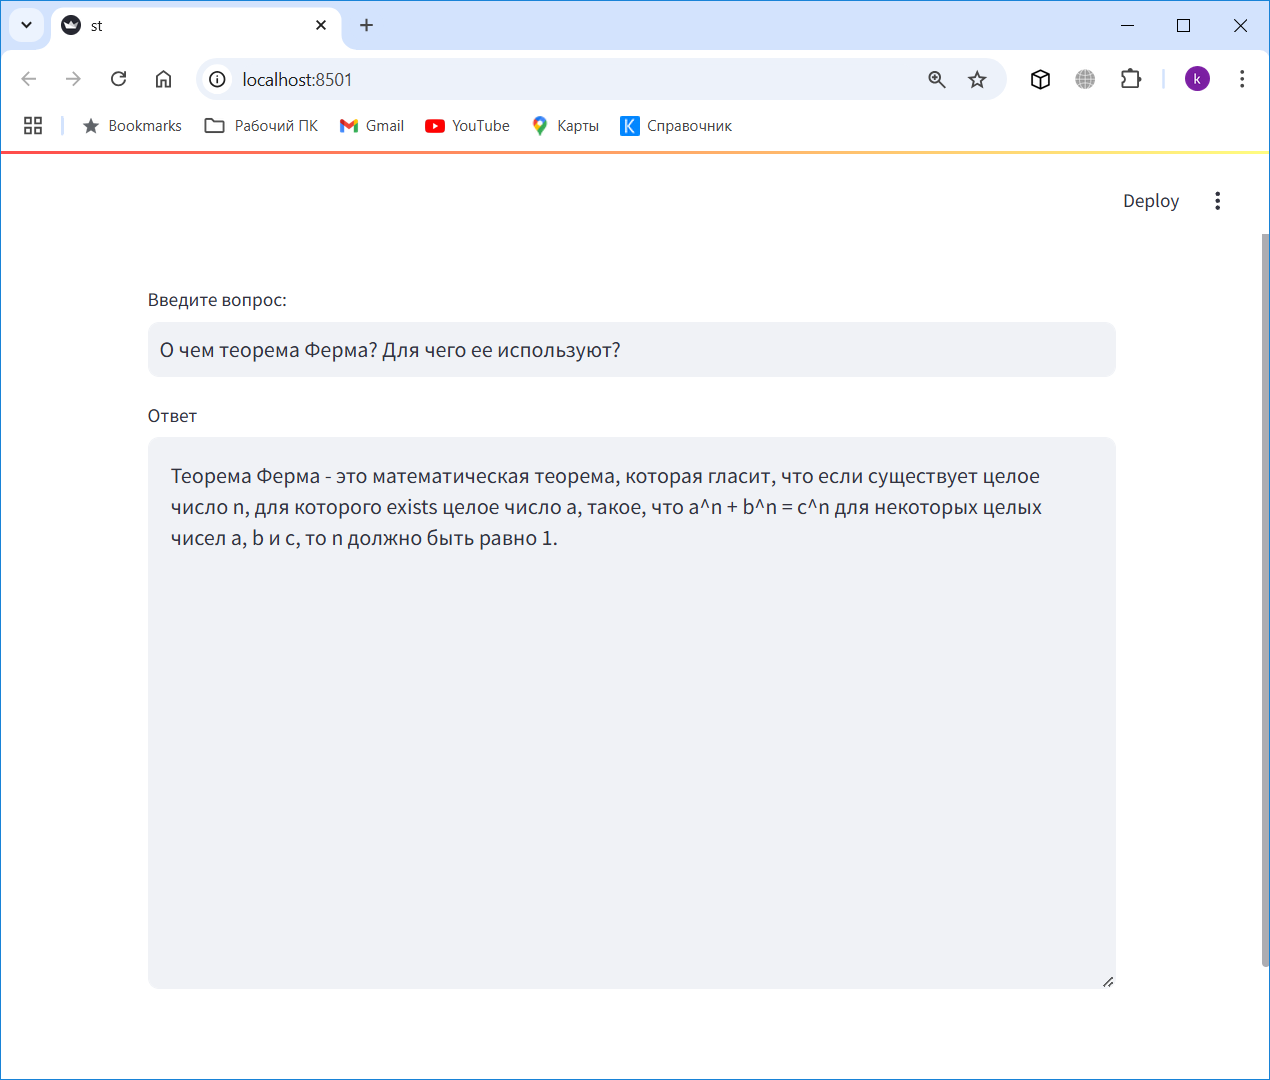 st
localhost:8501
k
Bookmarks Рабочий ПК Gmail YouTube Карты K Справочник
Deploy
Введите вопрос:
О чем теорема Ферма? Для чего ее используют?
Ответ
Теорема Ферма - это математическая теорема, которая гласит, что если существует целое
число n, для которого exists целое число a, такое, что a^n + b^n = c^n для некоторых целых
чисел a, b и c, то n должно быть равно 1.